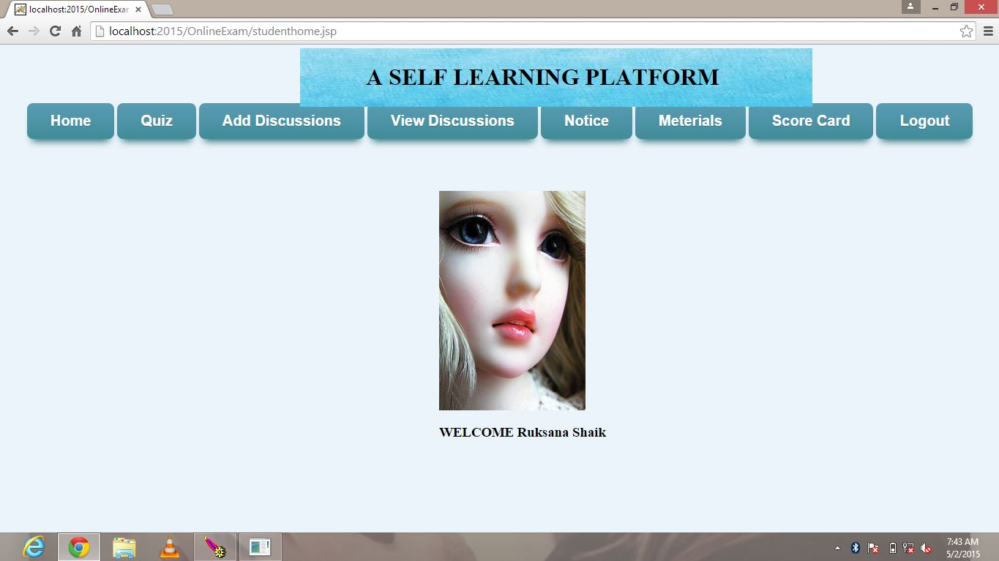 localhost:2015/OnlineExar
localhost:2015/OnlineExam/studenthome.jsp
A SELF LEARNING PLATFORM
Home Quiz Add Discussions View Discussions Notice Meterials Score Card Logout
WELCOME Ruksana Shaik
7:43 AM
5/2/2015